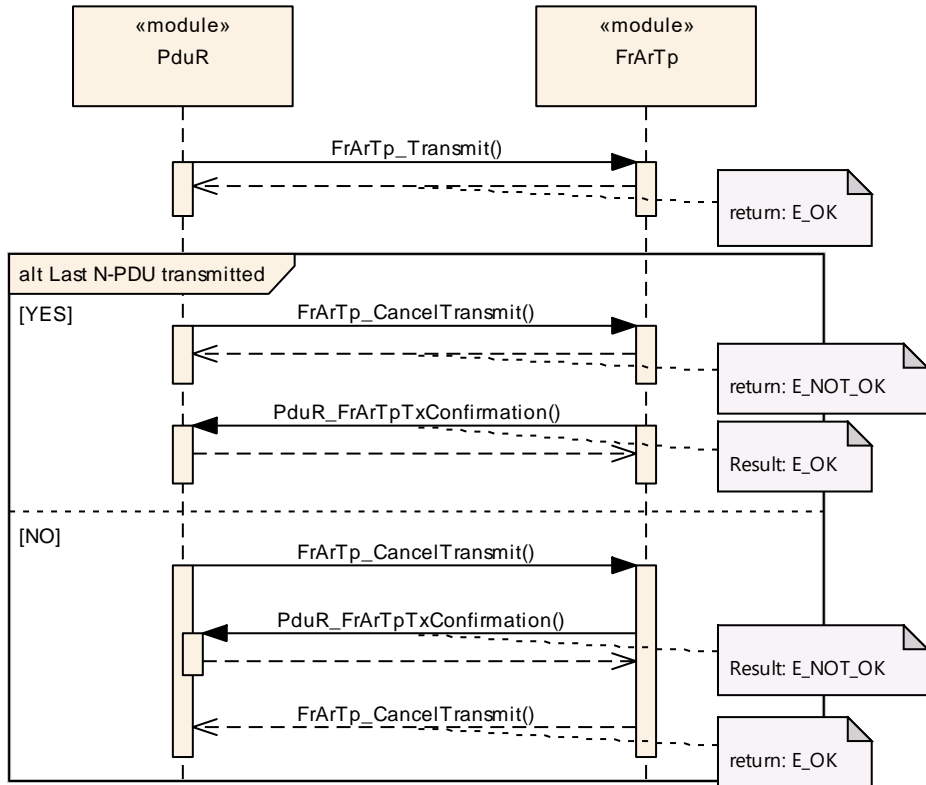 «module»
PduR
«module»
FrArTp
FrArTp_Transmit()
return: E_OK
alt Last N-PDU transmitted
[YES]
FrArTp_CancelTransmit()
return: E_NOT_OK
PduR_FrArTpTxConfirmation()
Result: E_OK
[NO]
FrArTp_CancelTransmit()
PduR_FrArTpTxConfirmation()
Result: E_NOT_OK
FrArTp_CancelTransmit()
return: E_OK